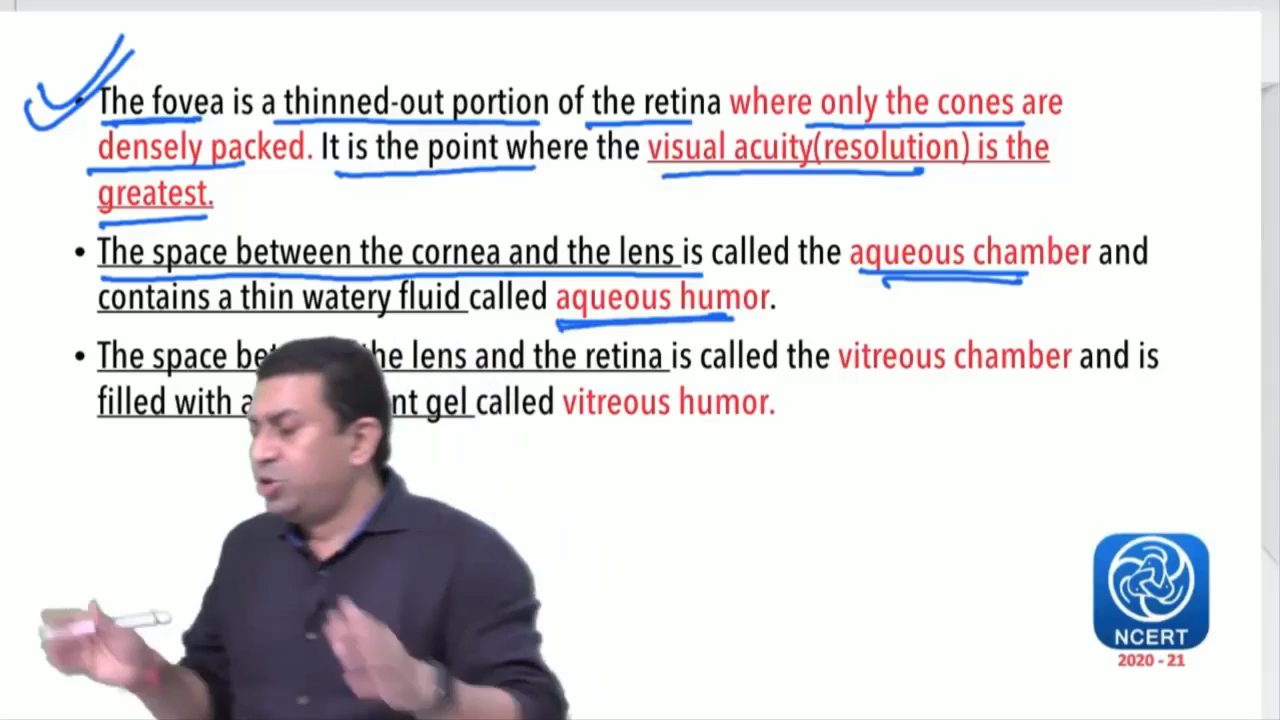 • The fovea is a thinned-out portion of the retina where only the cones are
densely packed. It is the point where the visual acuity(resolution) is the
greatest.
• The space between the cornea and the lens is called the aqueous chamber and
contains a thin watery fluid called aqueous humor.
• The space the lens and the retina is called the vitreous chamber and is
filled with gel called vitreous humor.
NCERT
2020 - 21